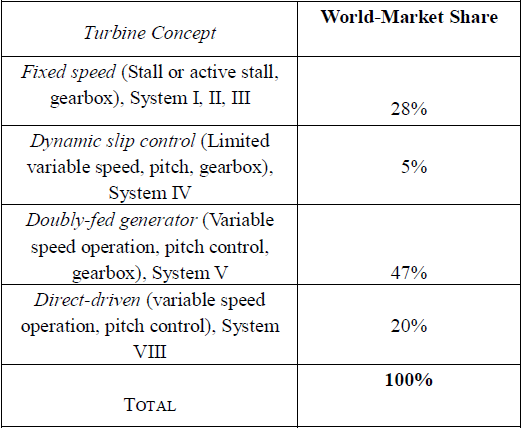 Turbine Concept
World-Market Share
Fixed speed (Stall or active stall,
gearbox), System I, II, III
28%
Dynamic slip control (Limited
variable speed, pitch, gearbox),
System IV
5%
Doubly-fed generator (Variable
speed operation, pitch control,
gearbox), System V
47%
Direct-driven (variable speed
operation, pitch control), System
VIII
20%
TOTAL
100%